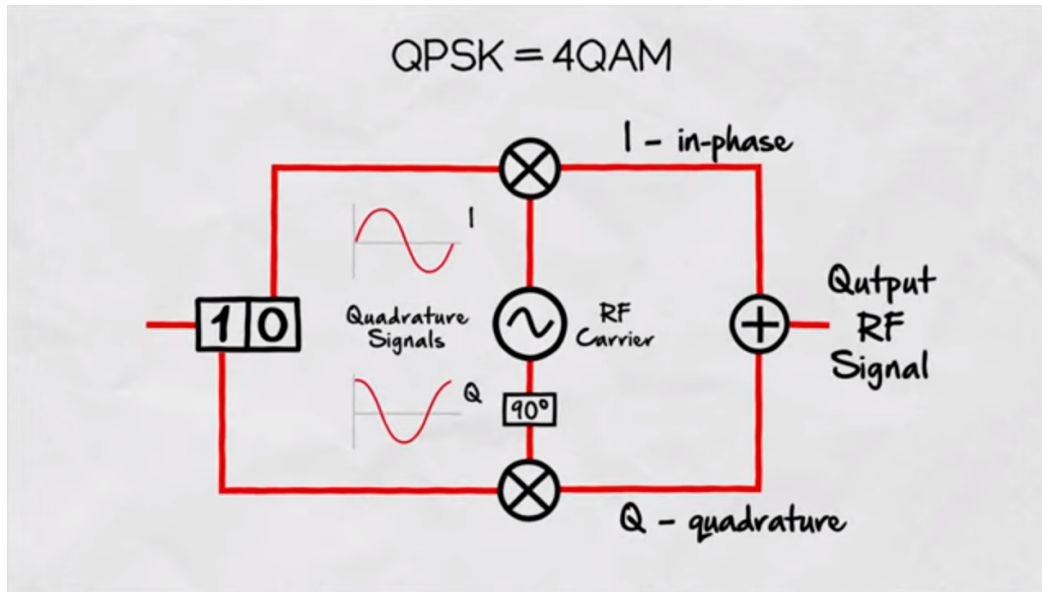 QPSK = 4QAM
I - in-phase
I
1 0
Quadrature
Signals
RF
Carrier
Qutput
RF
Signal
Q
90°
Q - quadrature